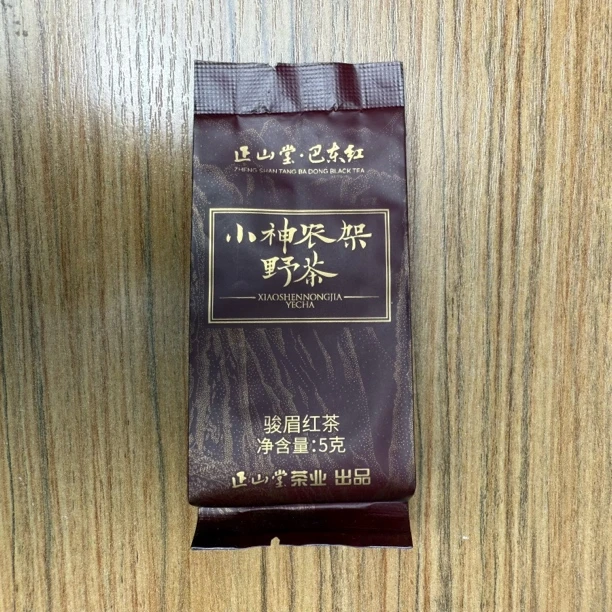 正山堂·巴东红
ZHENG SHAN TANG BA DONG BLACK TEA
小神农架
野茶
XIAOSHENNONGJIA
YECHA
骏眉红茶
净含量:5克
正山堂茶业 出品